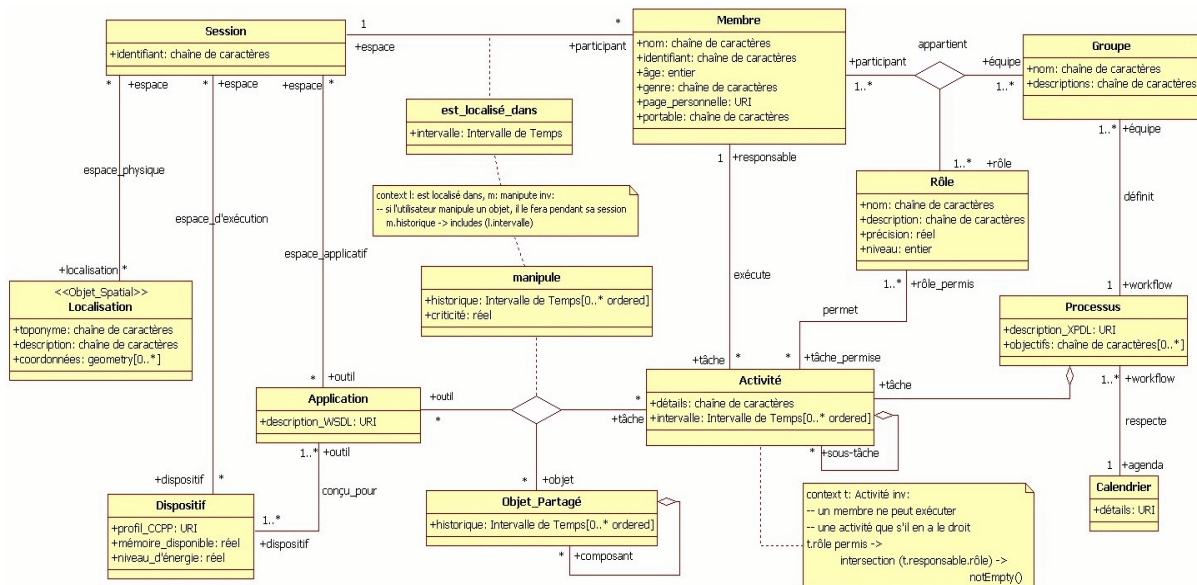 Session
+identifiant: chaîne de caractères
1
+espace
*
+participant
Membre
+nom: chaîne de caractères
+identifiant: chaîne de caractères
+âge: entier
+genre: chaîne de caractères
+page_personnelle: URI
+portable: chaîne de caractères
appartient
+participant
1..*
+équipe
1..*
Groupe
+nom: chaîne de caractères
+descriptions: chaîne de caractères
*
+espace
*
+espace
*
+espace
est_localisé_dans
+intervalle: Intervalle de Temps
1
+responsable
1..*
+rôle
1..*
+équipe
espace_physique
espace_d'exécution
espace_applicatif
context l: est localisé dans, m: manipute inv:
-- si l'utilisateur manipule un objet, il le fera pendant sa session
m.historique -> includes (l.intervalle)
Rôle
+nom: chaîne de caractères
+description: chaîne de caractères
+précision: réel
+niveau: entier
définit
+localisation
*
<<Objet_Spatial>>
Localisation
+toponyme: chaîne de caractères
+description: chaîne de caractères
+coordonnées: geometry[0..*]
manipule
+historique: Intervalle de Temps[0..* ordered]
+criticité: réel
exécute
1..*
+rôle_permis
permet
1
+workflow
Processus
+description_XPDL: URI
+objectifs: chaîne de caractères[0..*]
+tâche
*
*
+tâche_permise
*
+outil
Application
+description_WSDL: URI
+outil
*
*
+tâche
Activité
+détails: chaîne de caractères
+intervalle: Intervalle de Temps[0..* ordered]
+tâche
*
+sous-tâche
1..*
+workflow
respecte
1
+agenda
Calendrier
+détails: URI
1..*
+outil
conçu_pour
+dispositif
*
Dispositif
+profil_CCPP: URI
+mémoire_disponible: réel
+niveau_d'énergie: réel
1..*
+dispositif
*
+objet
Objet_Partagé
+historique: Intervalle de Temps[0..* ordered]
*
+composant
context t: Activité inv:
-- un membre ne peut exécuter
-- une activité que s'il en a le droit
t.rôle permis ->
intersection (t.responsable.rôle) ->
notEmpty()